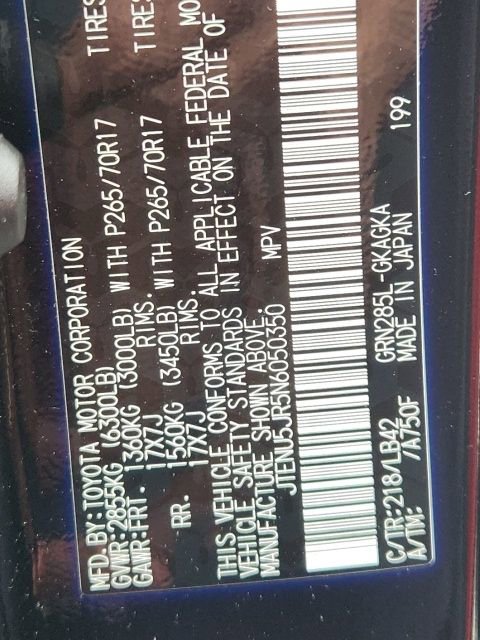 MFD.BY:TOYOTA MOTOR CORPORATION
GVWR:2855KG (6300LB)
GAWR:FRT. 1360KG (3000LB) WITH P265/70R17 TIRES
17X7J RIMS.
RR. 1560KG (3450LB) WITH P265/70R17 TIRES
17X7J RIMS.
THIS VEHICLE CONFORMS TO ALL APPLICABLE FEDERAL MO
VEHICLE SAFETY STANDARDS IN EFFECT ON THE DATE OF
MANUFACTURE SHOWN ABOVE.
JTENU5JR5N6050350 MPV
C/TR:218/LB42 GRN285L-GKAGKA 199
A/TM: /A750F MADE IN JAPAN